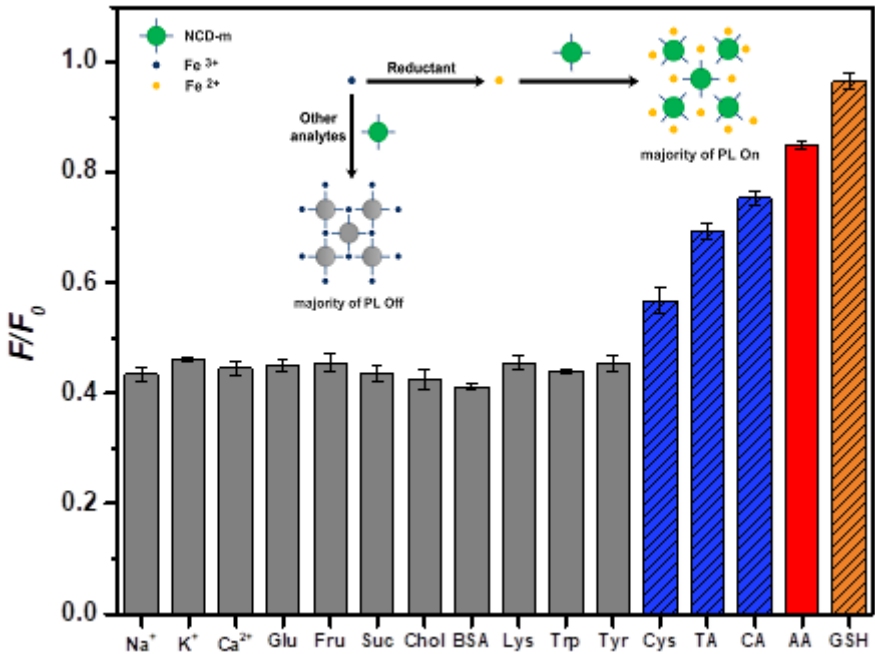 NCD-m
Fe 3+
Fe 2+
Reductant
Other
analytes
majority of PL On
majority of PL Off
F/F0
1.0
0.8
0.6
0.4
0.2
0.0
Na+ K+ Ca2+ Glu Fru Suc Chol BSA Lys Trp Tyr Cys TA CA AA GSH